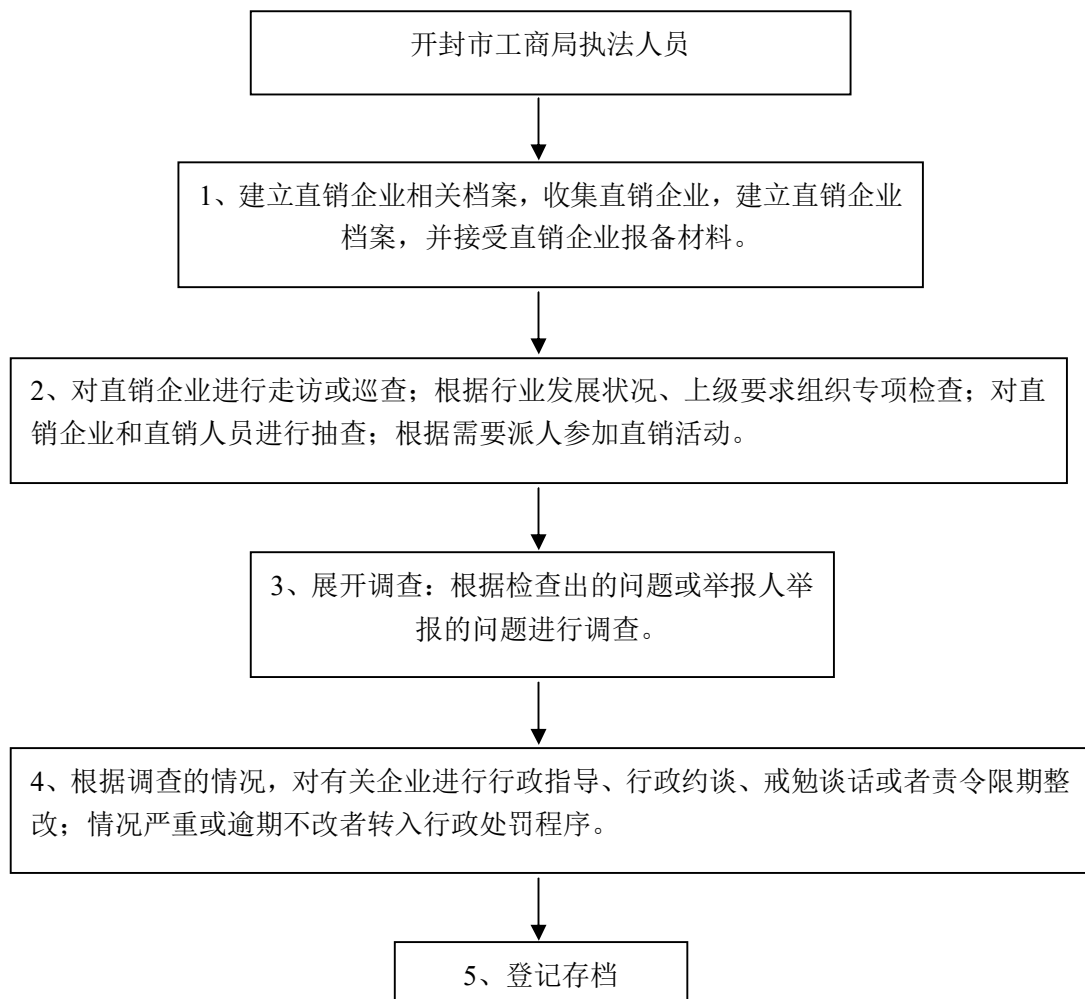 开封市工商局执法人员
1、建立直销企业相关档案，收集直销企业，建立直销企业
档案，并接受直销企业报备材料。
2、对直销企业进行走访或巡查；根据行业发展状况、上级要求组织专项检查；对直
销企业和直销人员进行抽查；根据需要派人参加直销活动。
3、展开调查：根据检查出的问题或举报人举
报的问题进行调查。
4、根据调查的情况，对有关企业进行行政指导、行政约谈、戒勉谈话或者责令限期整
改；情况严重或逾期不改者转入行政处罚程序。
5、登记存档